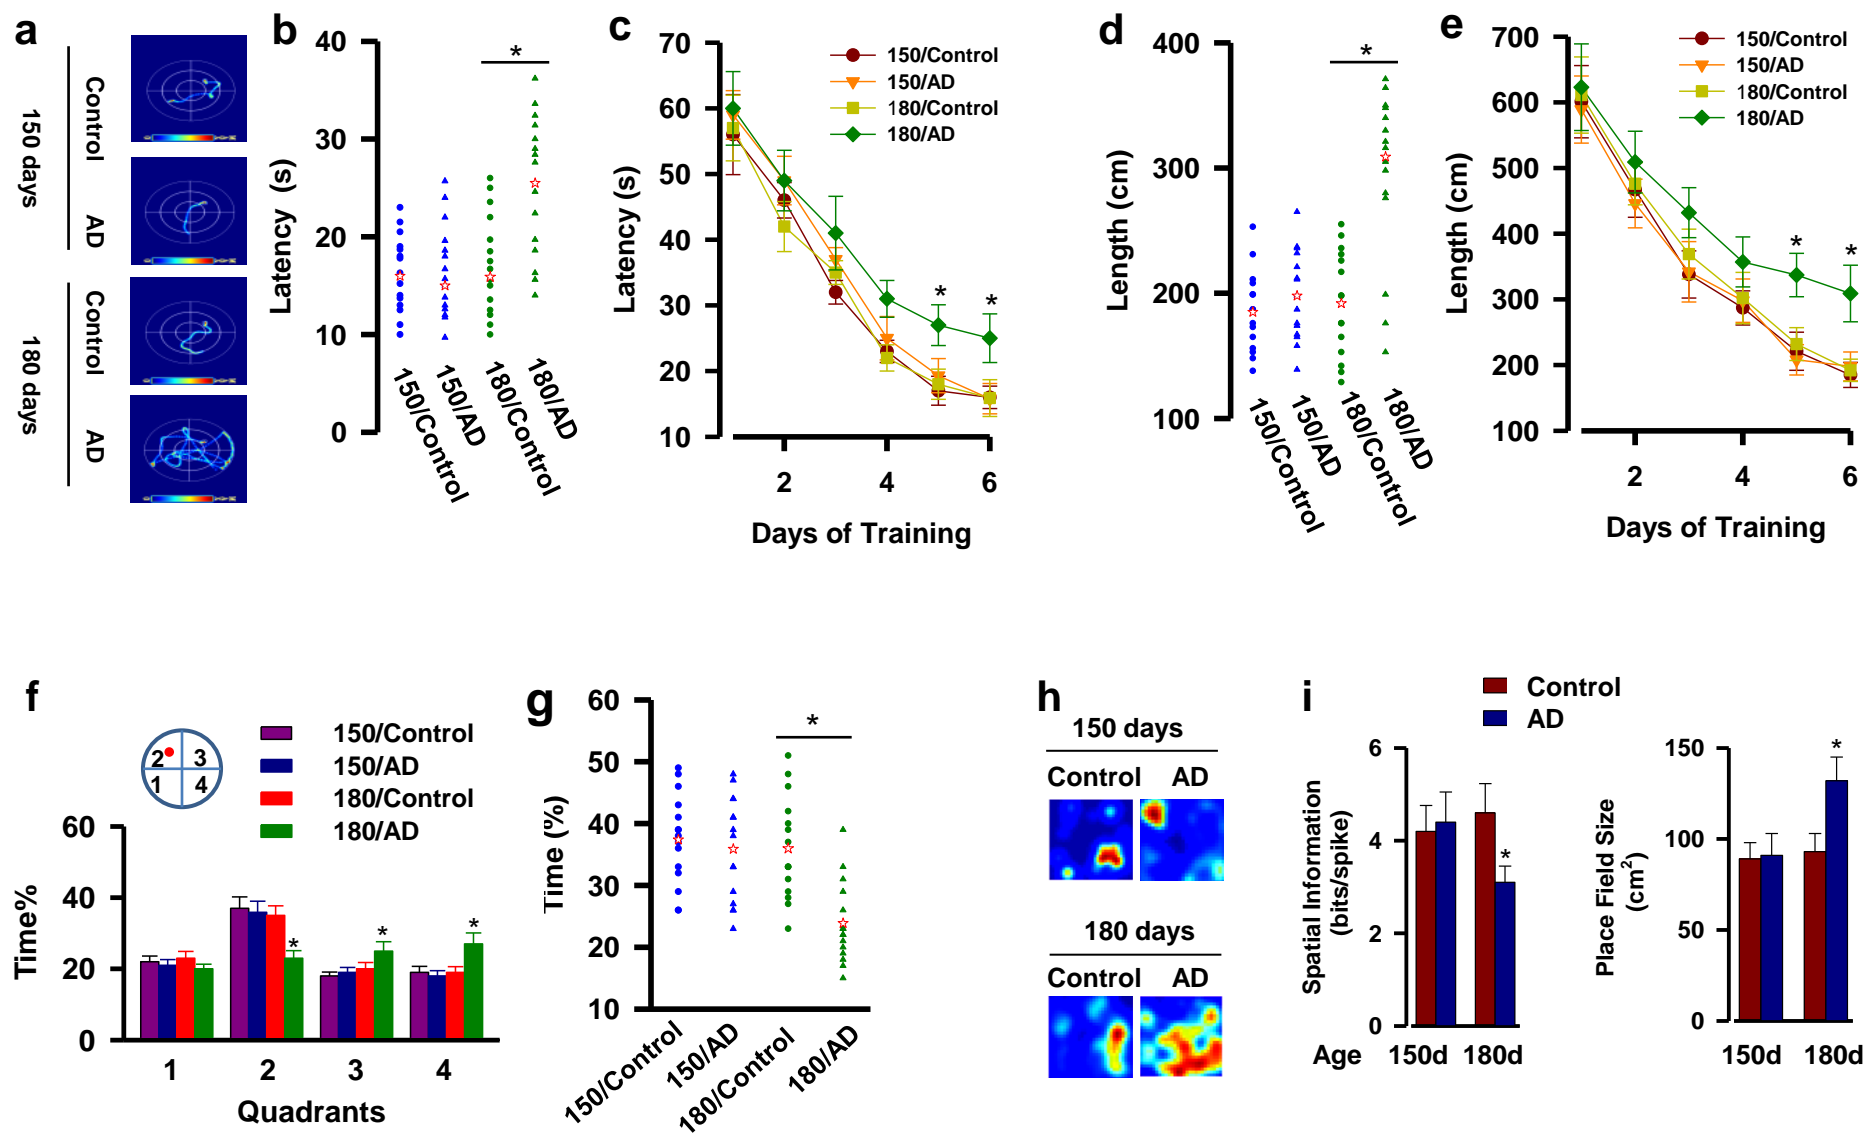 a
150 days
Control
AD
180 days
Control
AD
b
*
40
30
20
10
0
Latency (s)
150/Control
150/AD
180/Control
180/AD
c
70
60
50
40
30
20
10
Latency (s)
150/Control
150/AD
180/Control
180/AD
*
*
2
4
6
Days of Training
d
*
400
300
200
100
Length (cm)
150/Control
150/AD
180/Control
180/AD
e
700
600
500
400
300
200
100
Length (cm)
150/Control
150/AD
180/Control
180/AD
*
*
2
4
6
Days of Training
f
2
3
1
4
150/Control
150/AD
180/Control
180/AD
60
40
20
0
Time%
*
*
*
1
2
3
4
Quadrants
g
60
50
40
30
20
10
Time (%)
*
150/Control
150/AD
180/Control
180/AD
h
150 days
Control AD
180 days
Control AD
i
Control
AD
6
4
2
0
Spatial Information
(bits/spike)
*
Age 150d 180d
150
100
50
0
Place Field Size
(cm²)
*
150d 180d